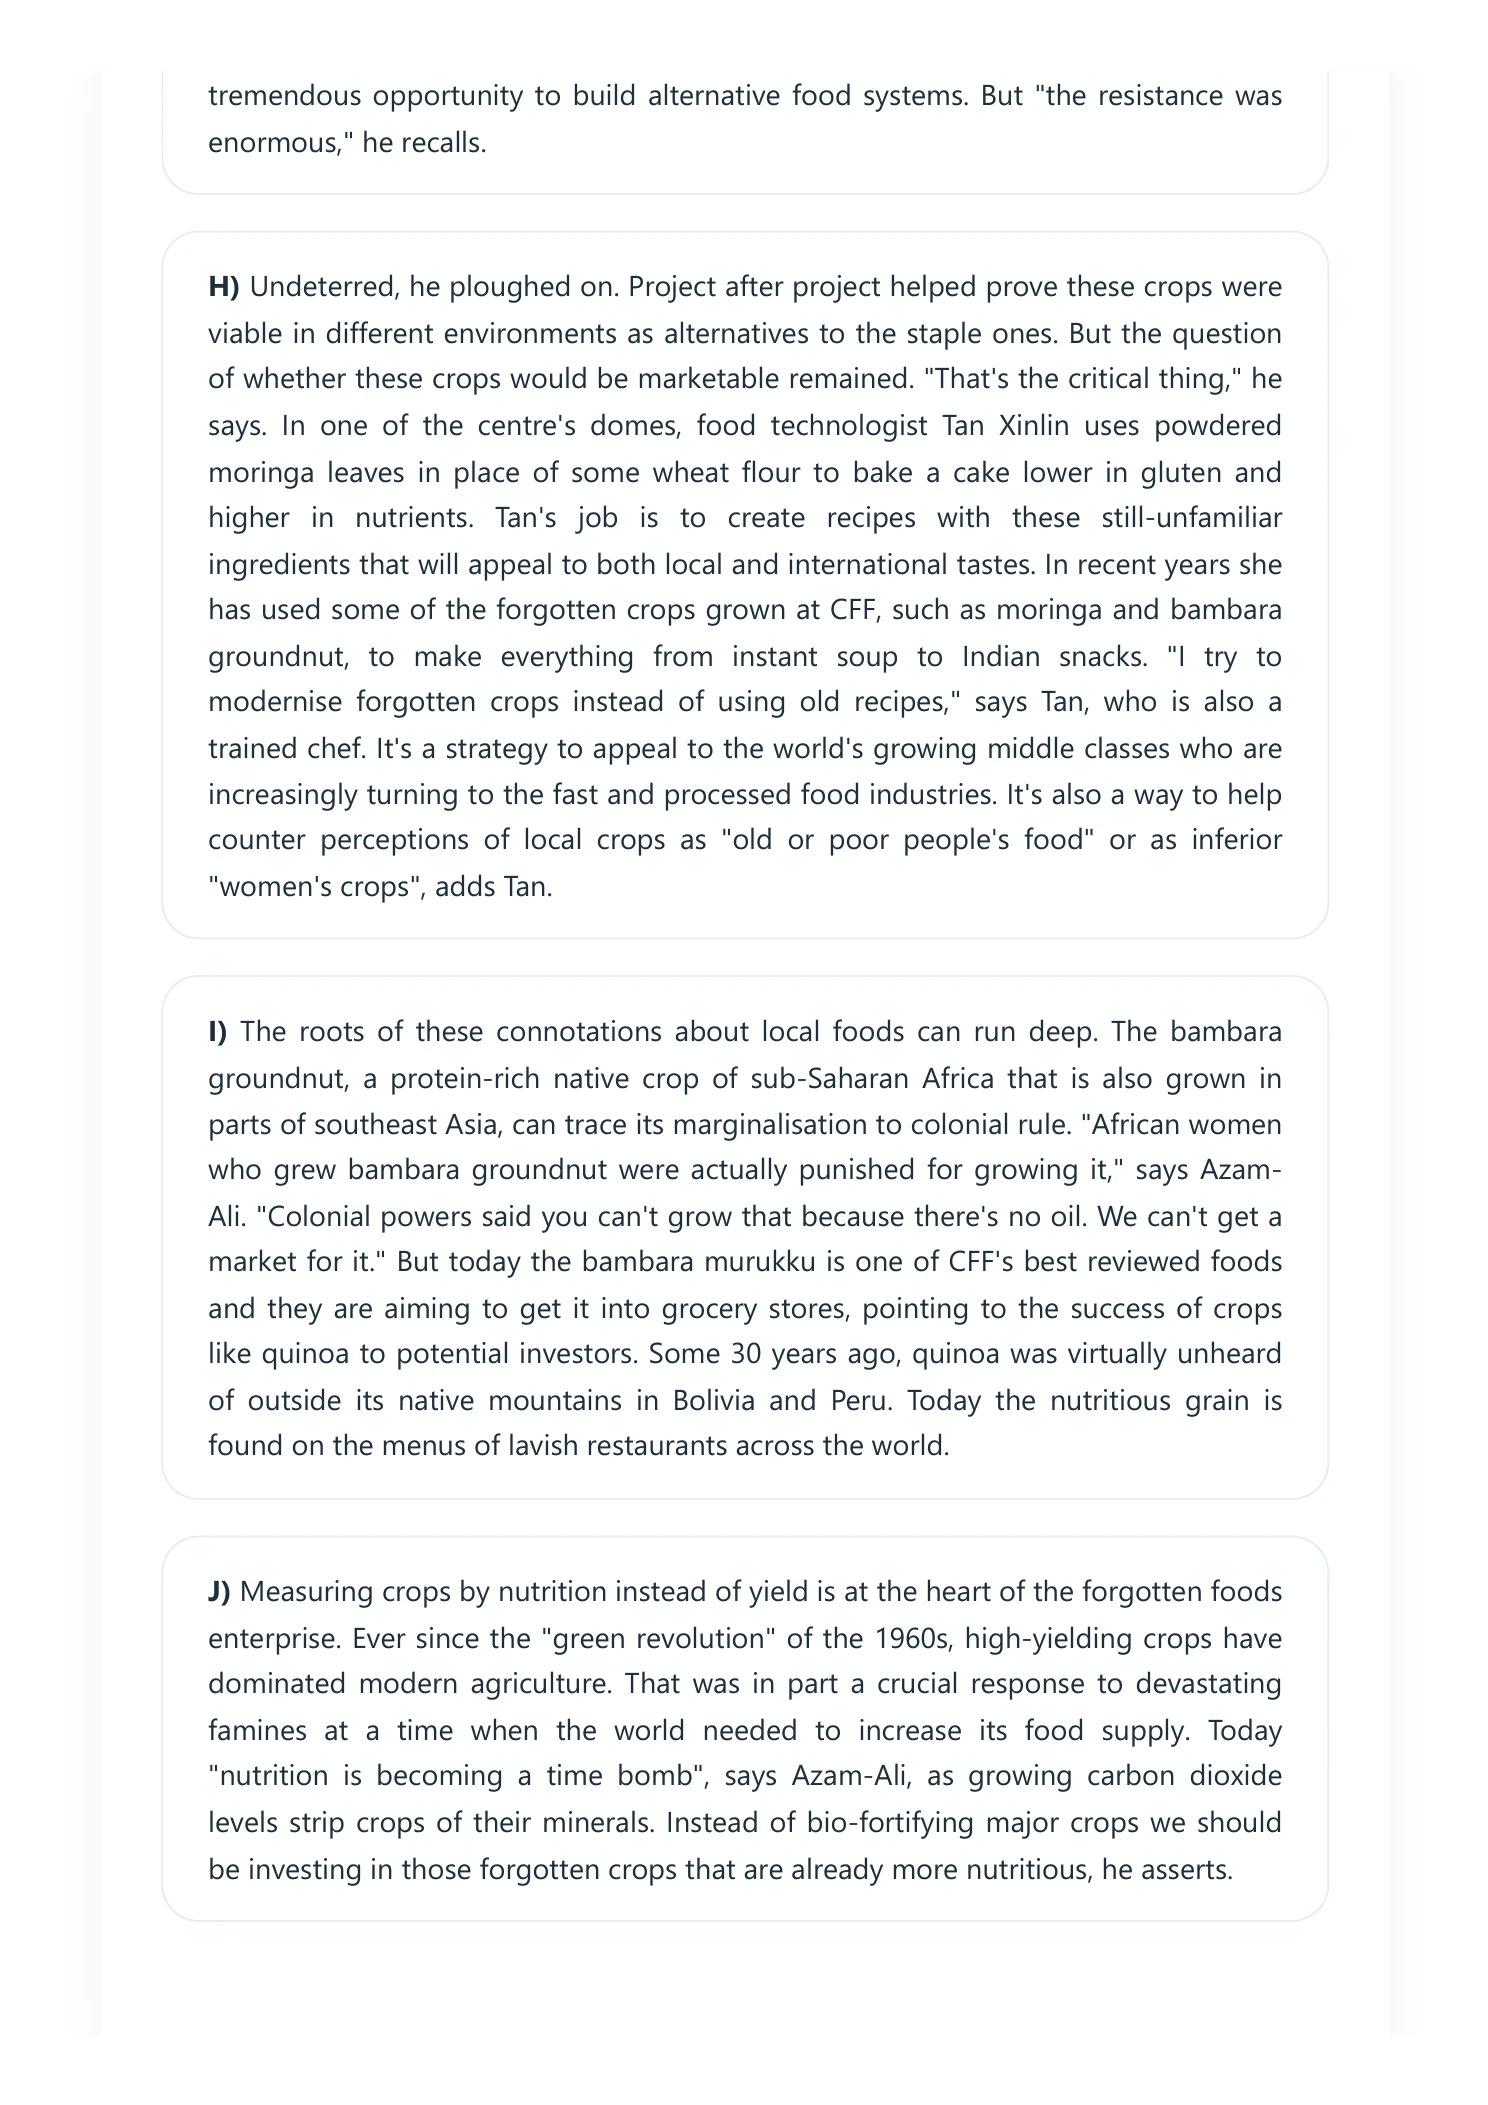 tremendous opportunity to build alternative food systems. But "the resistance was
enormous," he recalls.
H) Undeterred, he ploughed on. Project after project helped prove these crops were
viable in different environments as alternatives to the staple ones. But the question
of whether these crops would be marketable remained. "That's the critical thing," he
says. In one of the centre's domes, food technologist Tan Xinlin uses powdered
moringa leaves in place of some wheat flour to bake a cake lower in gluten and
higher in nutrients. Tan's job is to create recipes with these still-unfamiliar
ingredients that will appeal to both local and international tastes. In recent years she
has used some of the forgotten crops grown at CFF, such as moringa and bambara
groundnut, to make everything from instant soup to Indian snacks. "I try to
modernise forgotten crops instead of using old recipes," says Tan, who is also a
trained chef. It's a strategy to appeal to the world's growing middle classes who are
increasingly turning to the fast and processed food industries. It's also a way to help
counter perceptions of local crops as "old or poor people's food" or as inferior
"women's crops", adds Tan.
I) The roots of these connotations about local foods can run deep. The bambara
groundnut, a protein-rich native crop of sub-Saharan Africa that is also grown in
parts of southeast Asia, can trace its marginalisation to colonial rule. "African women
who grew bambara groundnut were actually punished for growing it," says Azam-
Ali. "Colonial powers said you can't grow that because there's no oil. We can't get a
market for it." But today the bambara murukku is one of CFF's best reviewed foods
and they are aiming to get it into grocery stores, pointing to the success of crops
like quinoa to potential investors. Some 30 years ago, quinoa was virtually unheard
of outside its native mountains in Bolivia and Peru. Today the nutritious grain is
found on the menus of lavish restaurants across the world.
J) Measuring crops by nutrition instead of yield is at the heart of the forgotten foods
enterprise. Ever since the "green revolution" of the 1960s, high-yielding crops have
dominated modern agriculture. That was in part a crucial response to devastating
famines at a time when the world needed to increase its food supply. Today
"nutrition is becoming a time bomb", says Azam-Ali, as growing carbon dioxide
levels strip crops of their minerals. Instead of bio-fortifying major crops we should
be investing in those forgotten crops that are already more nutritious, he asserts.